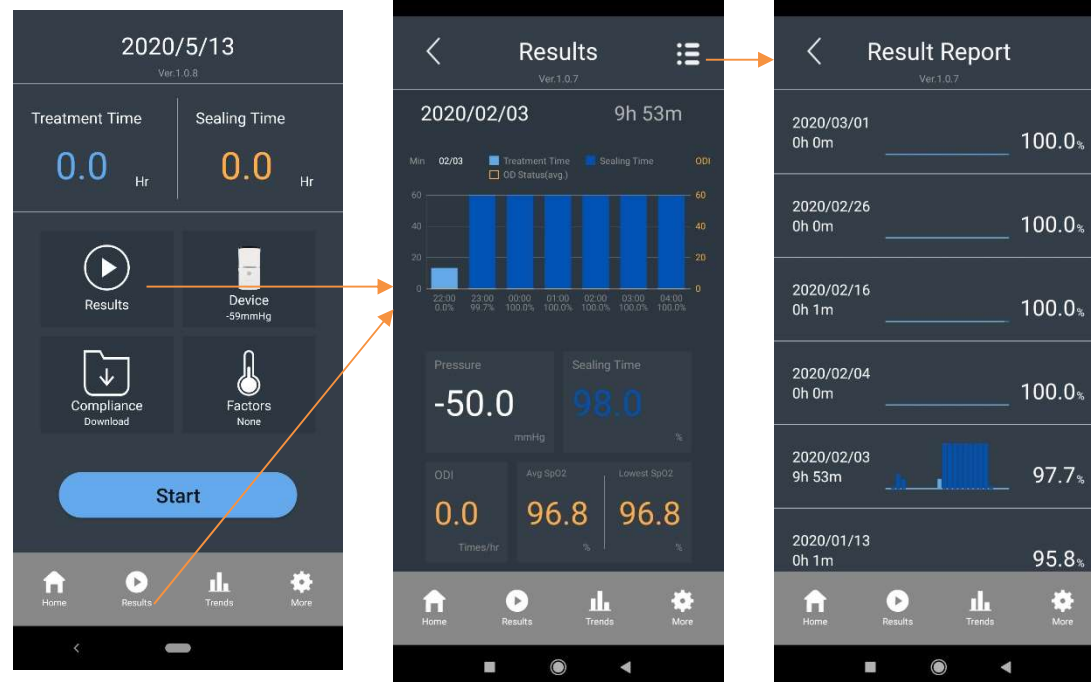 2020/5/13
Ver.1.0.8
Treatment Time
Sealing Time
0.0 Hr
0.0 Hr
Results
Device
-59mmHg
Compliance
Download
Factors
None
Start
Home
Results
Trends
More
Results
Ver.1.0.7
2020/02/03
9h 53m
Min 02/03 Treatment Time Sealing Time ODI
OD Status(avg.)
60 60
40 40
20 20
0 0
22:00 23:00 00:00 01:00 02:00 03:00 04:00
0.0% 99.7% 100.0% 100.0% 100.0% 100.0% 100.0%
Pressure
Sealing Time
-50.0
98.0
mmHg
%
ODI
Avg SpO2
Lowest SpO2
0.0
96.8
96.8
Times/hr
%
%
Home
Results
Trends
More
Result Report
Ver.1.0.7
2020/03/01
0h 0m
100.0%
2020/02/26
0h 0m
100.0%
2020/02/16
0h 1m
100.0%
2020/02/04
0h 0m
100.0%
2020/02/03
9h 53m
97.7%
2020/01/13
0h 1m
95.8%
Home
Results
Trends
More